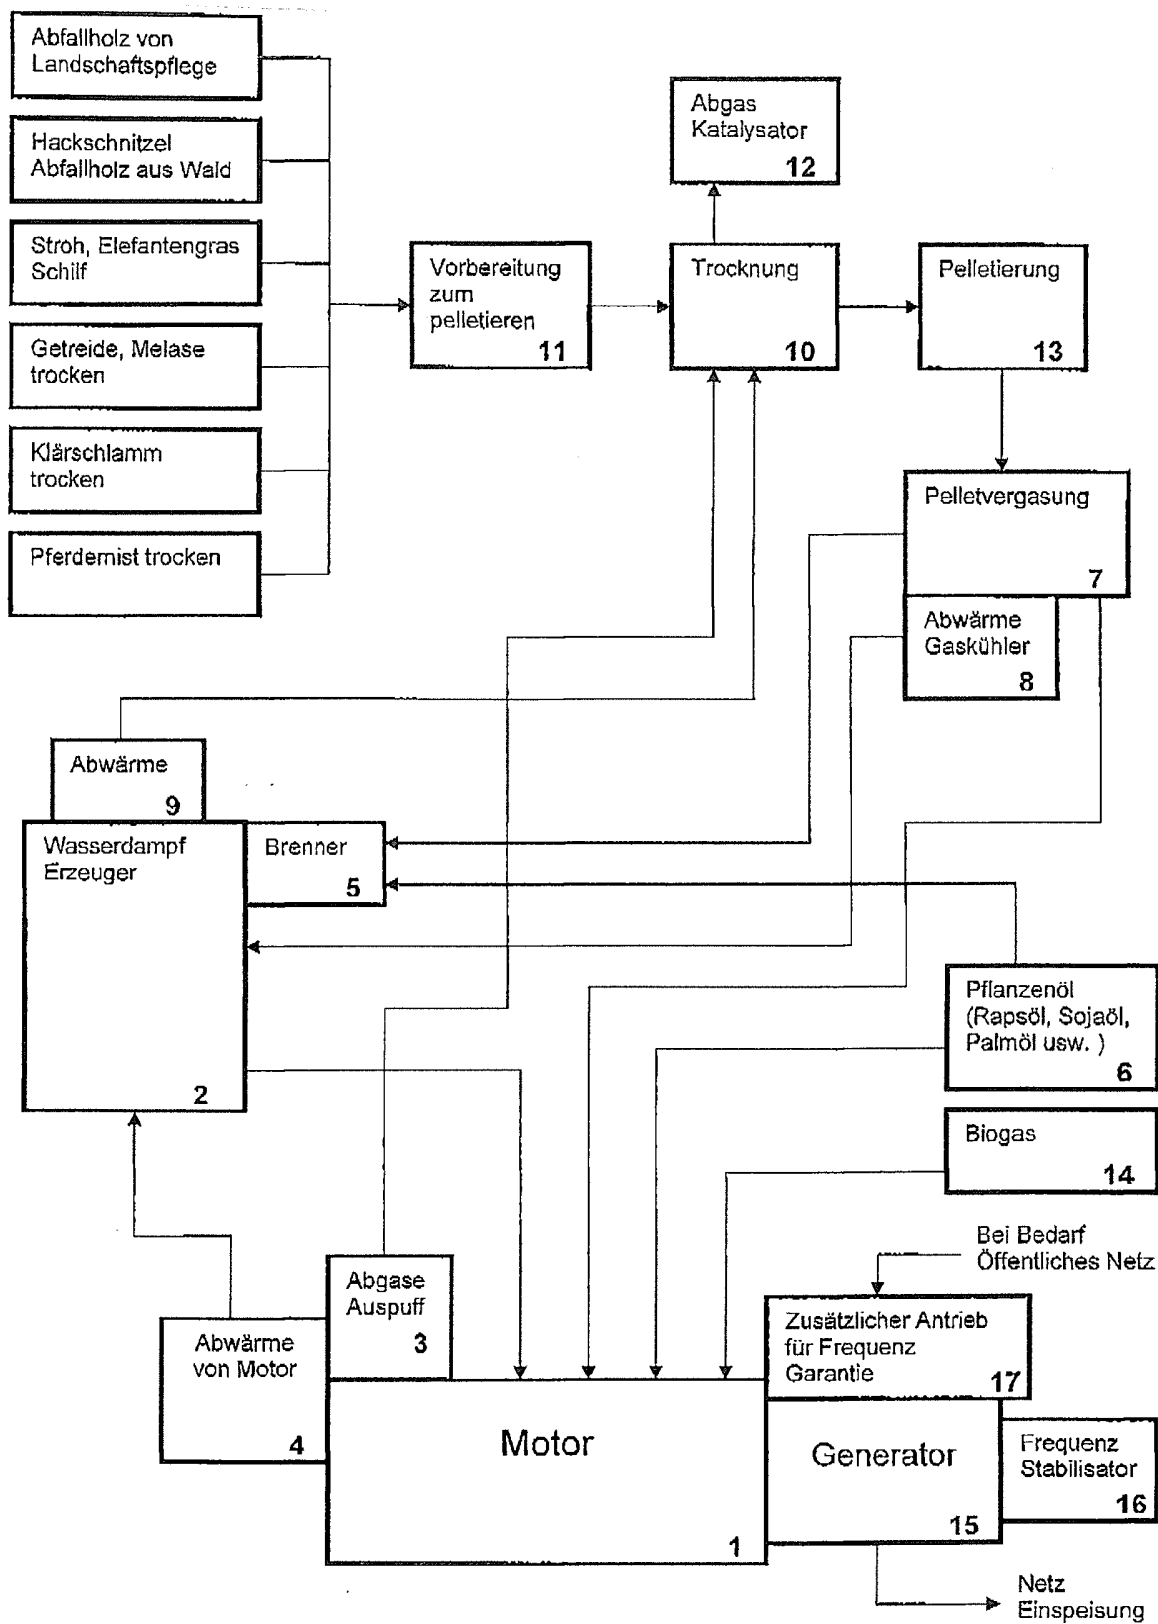 Abfallholz von
Landschaftspflege
Hackschnitzel
Abfallholz aus Wald
Stroh, Elefantengras
Schilf
Getreide, Melase
trocken
Klärschlamm
trocken
Pferdemist trocken
Vorbereitung
zum
pelletieren
11
Abgas
Katalysator
12
Trocknung
10
Pelletierung
13
Pelletvergasung
7
Abwärme
Gaskühler
8
Abwärme
9
Wasserdampf
Erzeuger
2
Brenner
5
Pflanzenöl
(Rapsöl, Sojaöl,
Palmöl usw. )
6
Biogas
14
Bei Bedarf
Öffentliches Netz
Abgase
Auspuff
3
Abwärme
von Motor
4
Zusätzlicher Antrieb
für Frequenz
Garantie
17
Motor
1
Generator
15
Frequenz
Stabilisator
16
Netz
Einspeisung